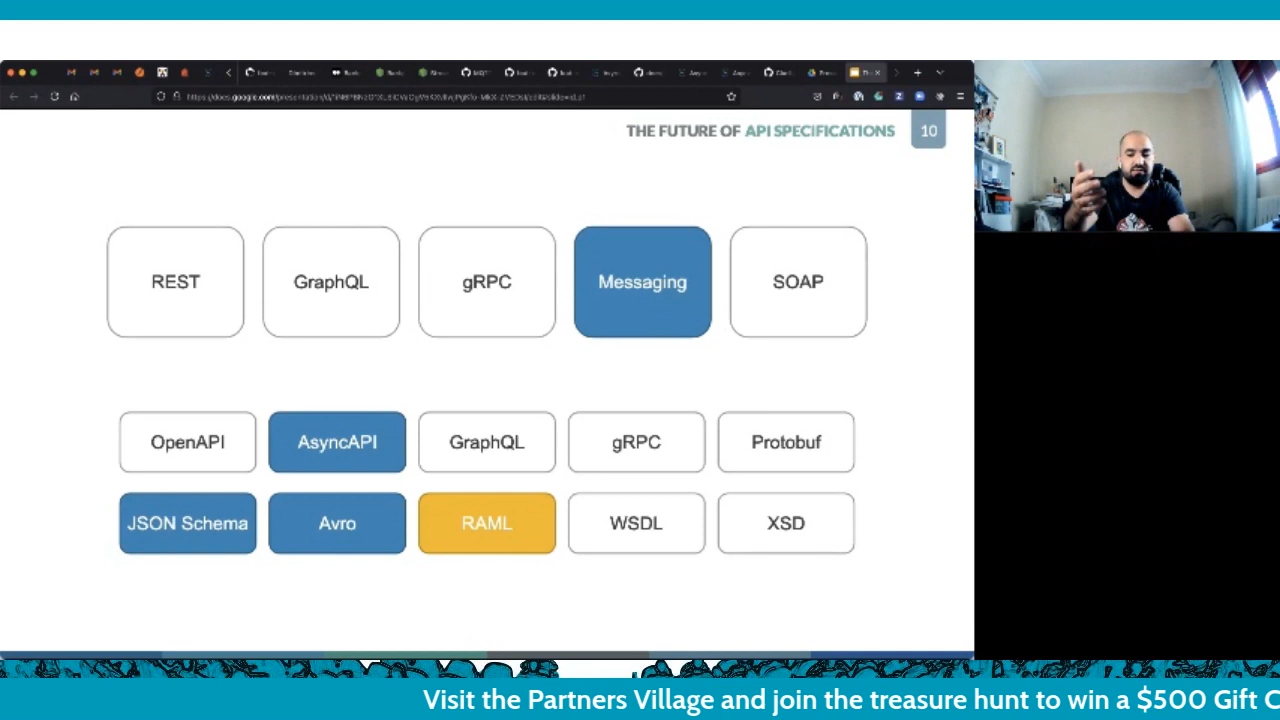 THE FUTURE OF API SPECIFICATIONS 10
REST GraphQL gRPC Messaging SOAP
OpenAPI AsyncAPI GraphQL gRPC Protobuf
JSON Schema Avro RAML WSDL XSD
Visit the Partners Village and join the treasure hunt to win a $500 Gift C